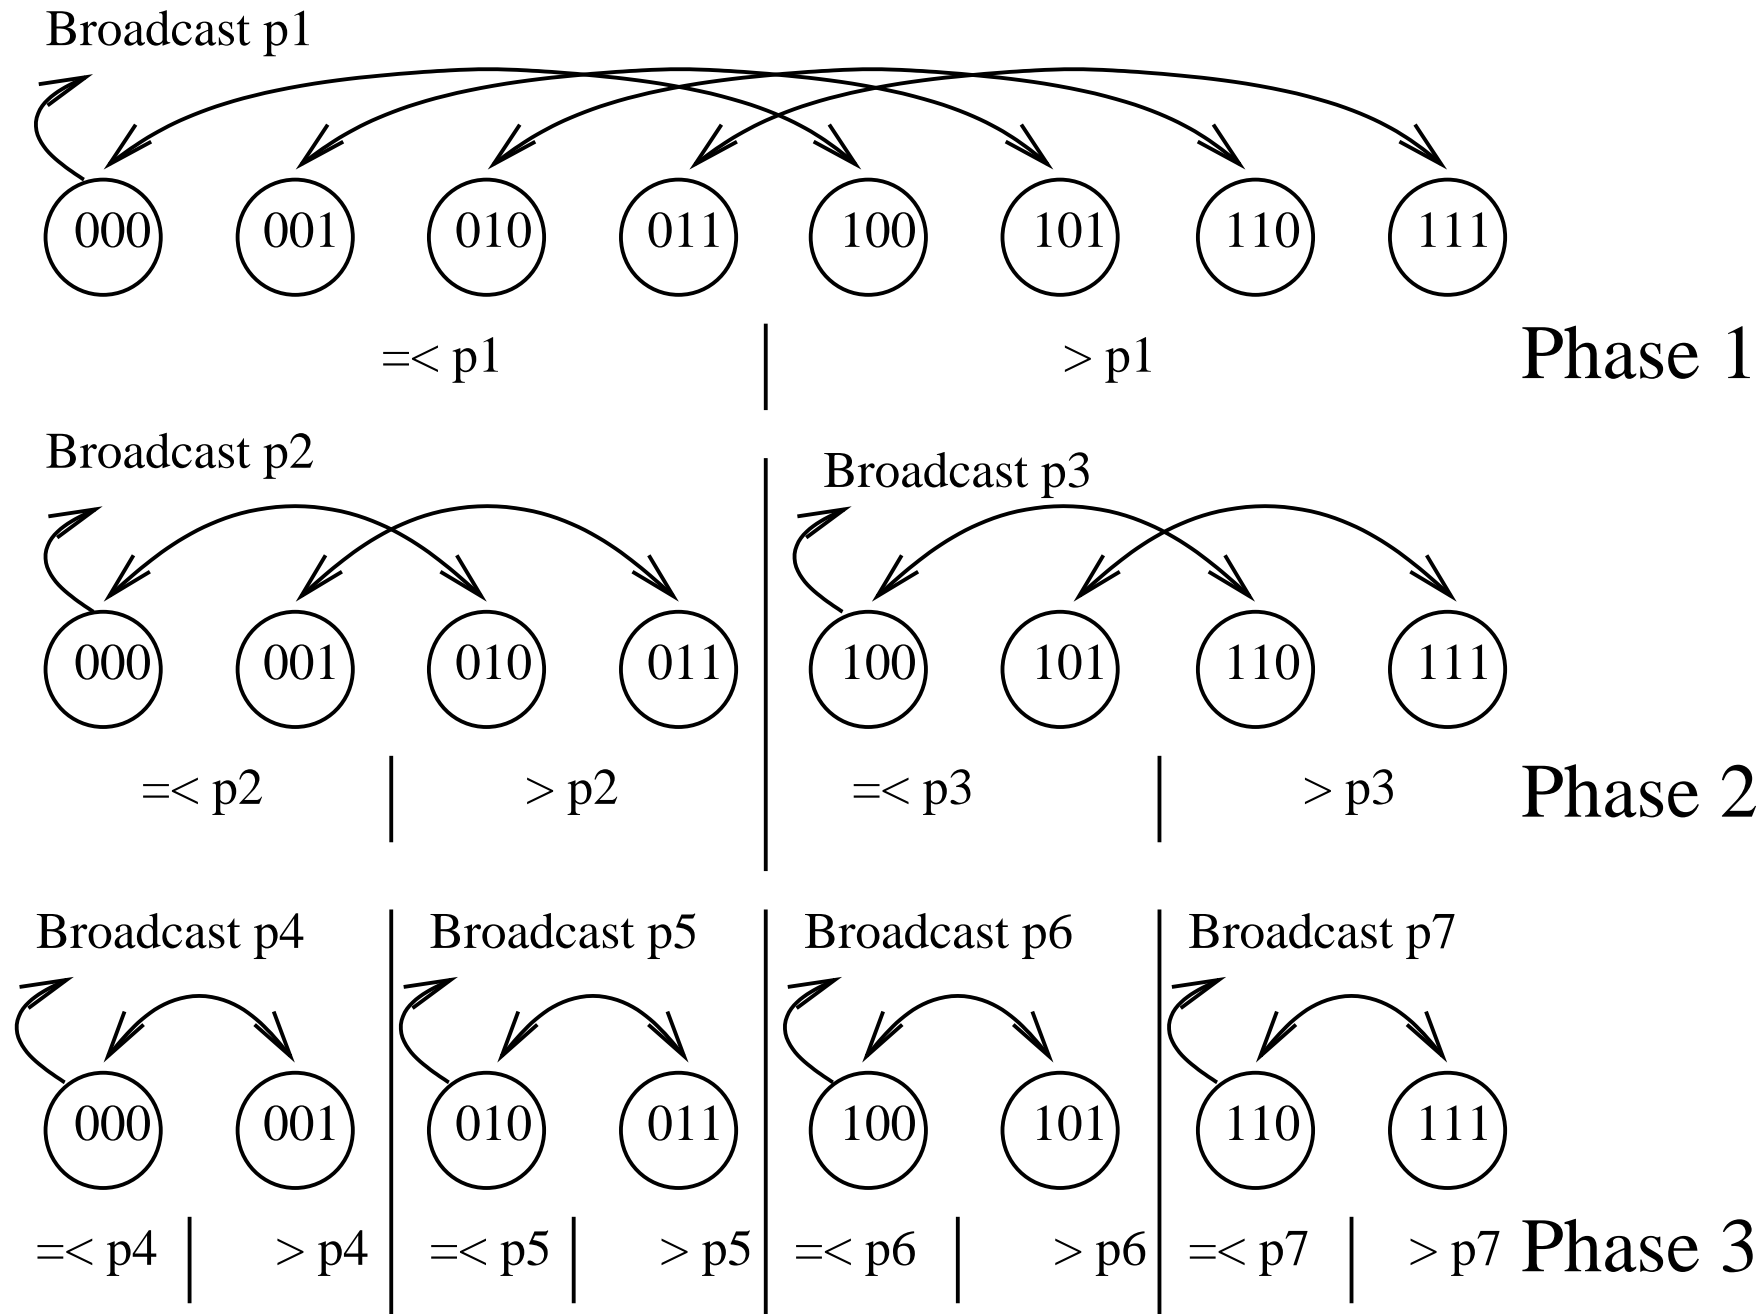 Broadcast p1
000 001 010 011 100 101 110 111
=< p1 > p1 Phase 1
Broadcast p2 Broadcast p3
000 001 010 011 100 101 110 111
=< p2 > p2 =< p3 > p3 Phase 2
Broadcast p4 Broadcast p5 Broadcast p6 Broadcast p7
000 001 010 011 100 101 110 111
=< p4 > p4 =< p5 > p5 =< p6 > p6 =< p7 > p7 Phase 3